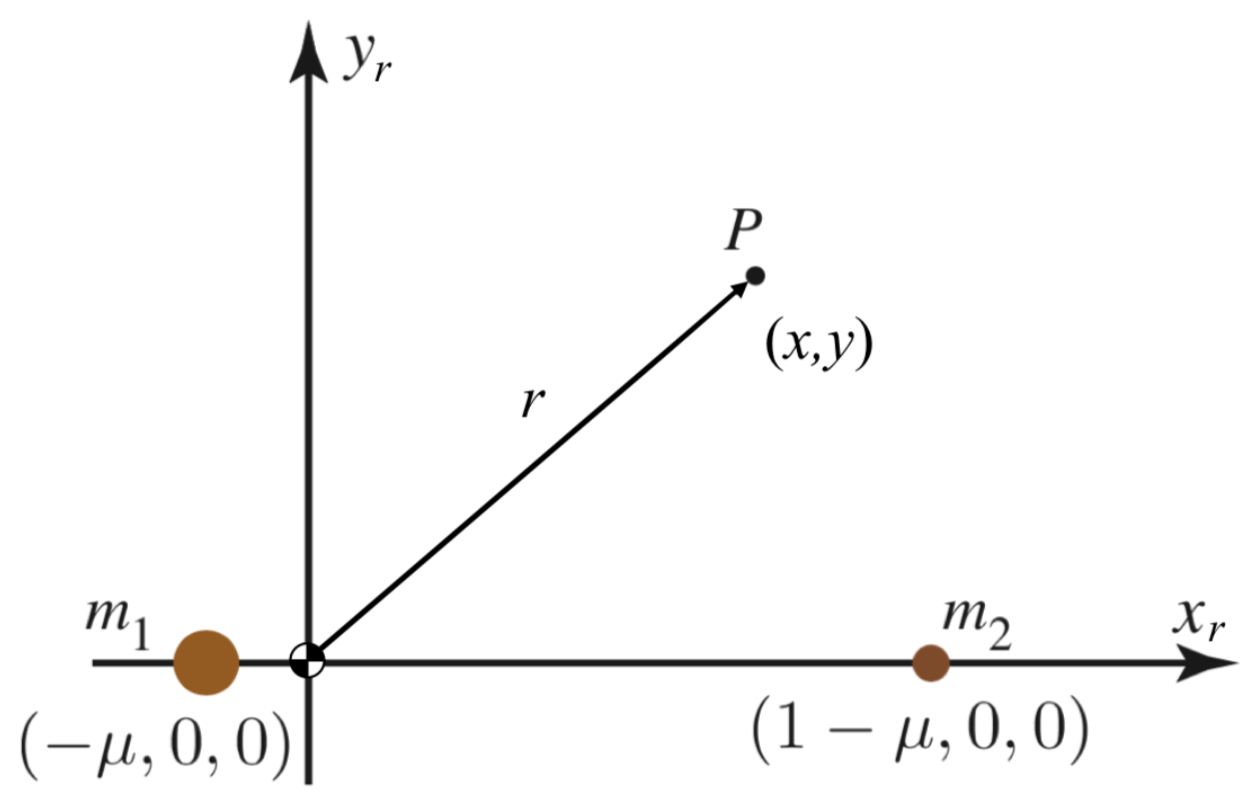 y_r
P
(x,y)
r
m_1
m_2
x_r
(−μ, 0, 0)
(1 − μ, 0, 0)